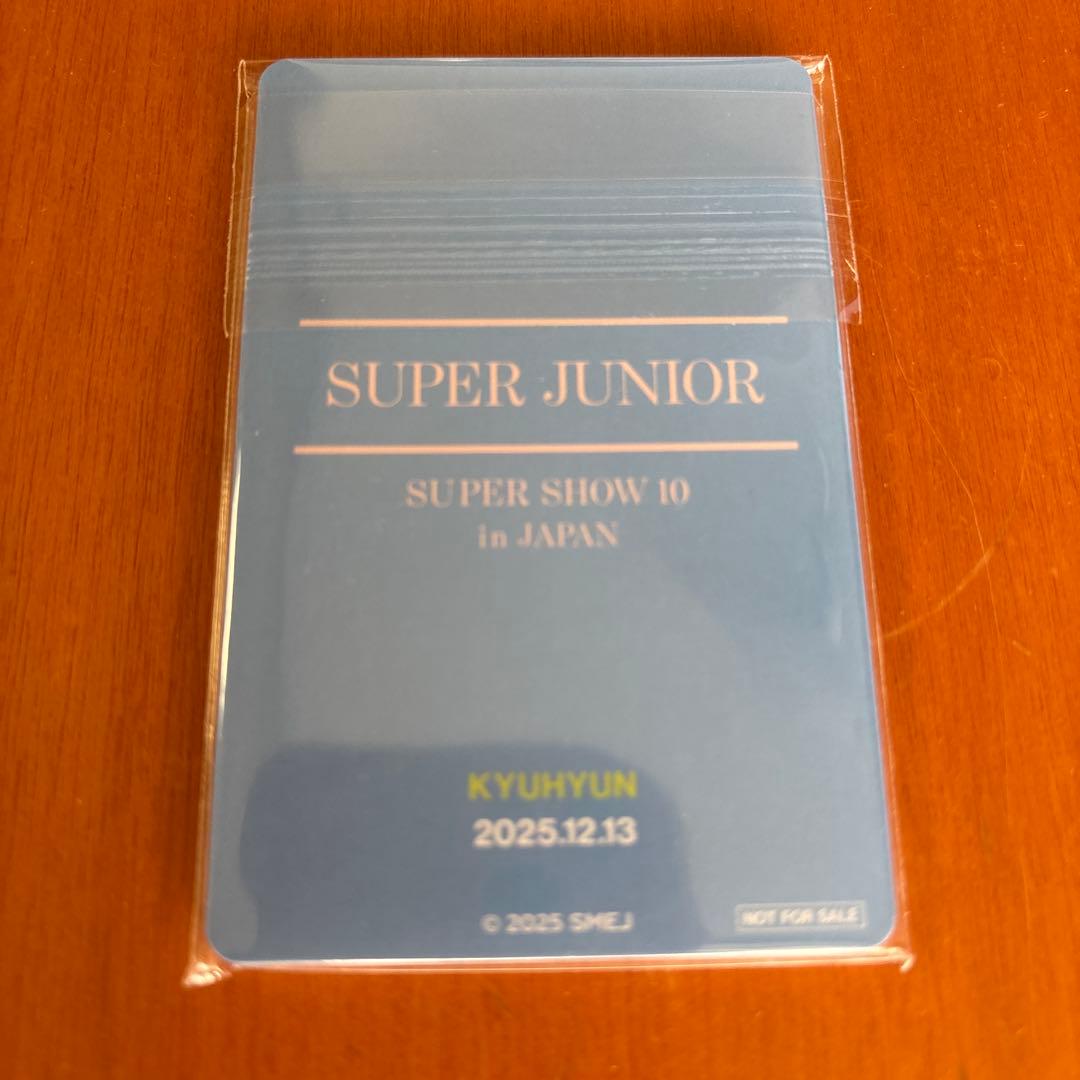 SUPER JUNIOR
SUPER SHOW 10
in JAPAN
KYUHYUN
2025.12.13
© 2025 SMEJ
NOT FOR SALE